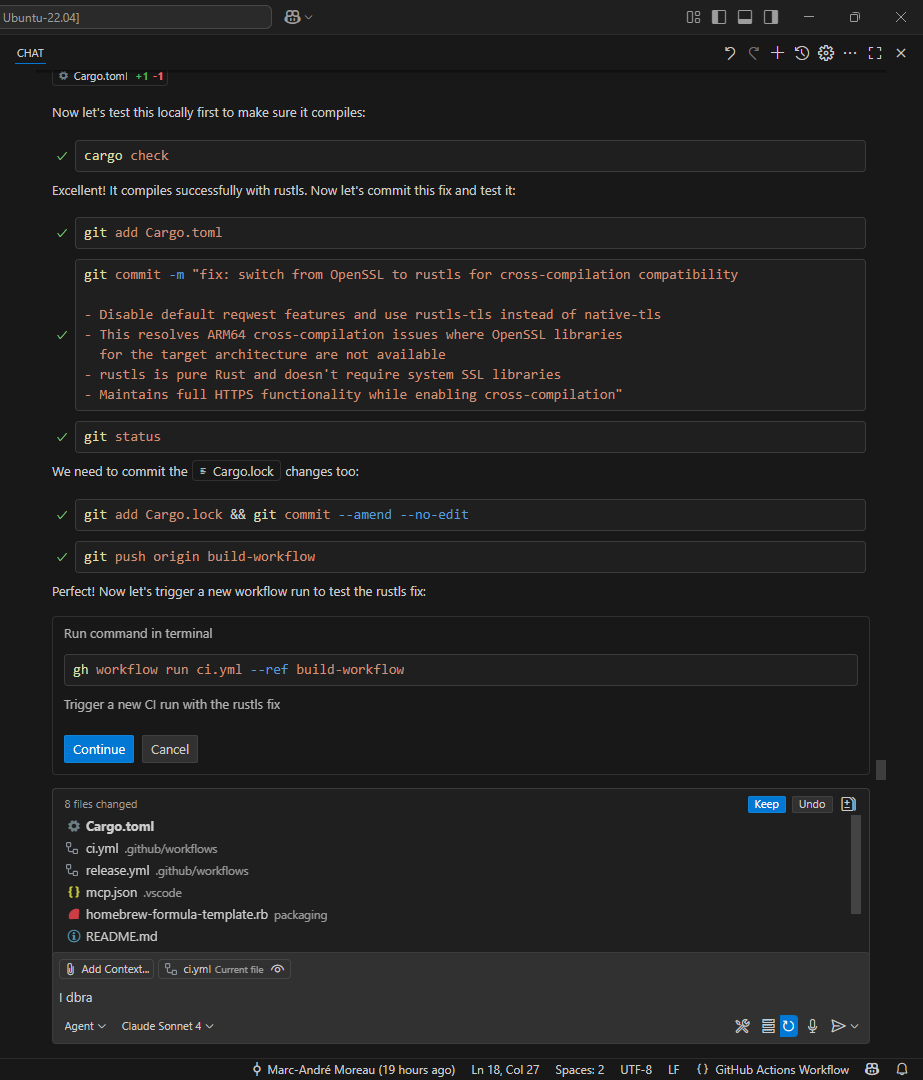 Ubuntu-22.04]
CHAT
Cargo.toml +1 -1
Now let's test this locally first to make sure it compiles:
cargo check
Excellent! It compiles successfully with rustls. Now let's commit this fix and test it:
git add Cargo.toml
git commit -m "fix: switch from OpenSSL to rustls for cross-compilation compatibility
- Disable default reqwest features and use rustls-tls instead of native-tls
- This resolves ARM64 cross-compilation issues where OpenSSL libraries
for the target architecture are not available
- rustls is pure Rust and doesn't require system SSL libraries
- Maintains full HTTPS functionality while enabling cross-compilation"
git status
We need to commit the Cargo.lock changes too:
git add Cargo.lock && git commit --amend --no-edit
git push origin build-workflow
Perfect! Now let's trigger a new workflow run to test the rustls fix:
Run command in terminal
gh workflow run ci.yml --ref build-workflow
Trigger a new CI run with the rustls fix
Continue Cancel
8 files changed Keep Undo
Cargo.toml
ci.yml .github/workflows
release.yml .github/workflows
mcp.json .vscode
homebrew-formula-template.rb packaging
README.md
Add Context... ci.yml Current file
I dbra
Agent Claude Sonnet 4
Marc-André Moreau (19 hours ago) Ln 18, Col 27 Spaces: 2 UTF-8 LF {} GitHub Actions Workflow